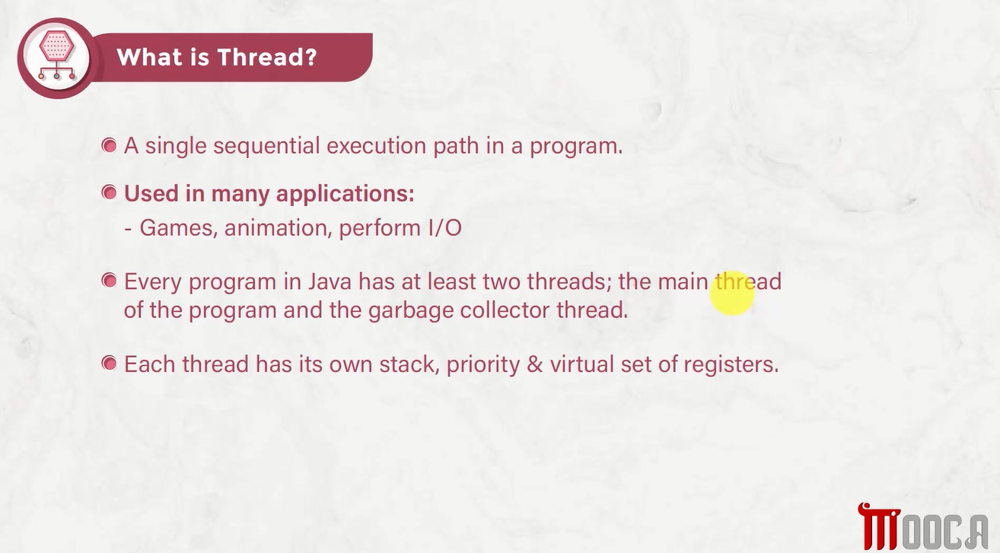 What is Thread?
A single sequential execution path in a program.
Used in many applications:
- Games, animation, perform I/O
Every program in Java has at least two threads; the main thread
of the program and the garbage collector thread.
Each thread has its own stack, priority & virtual set of registers.
MOOCA